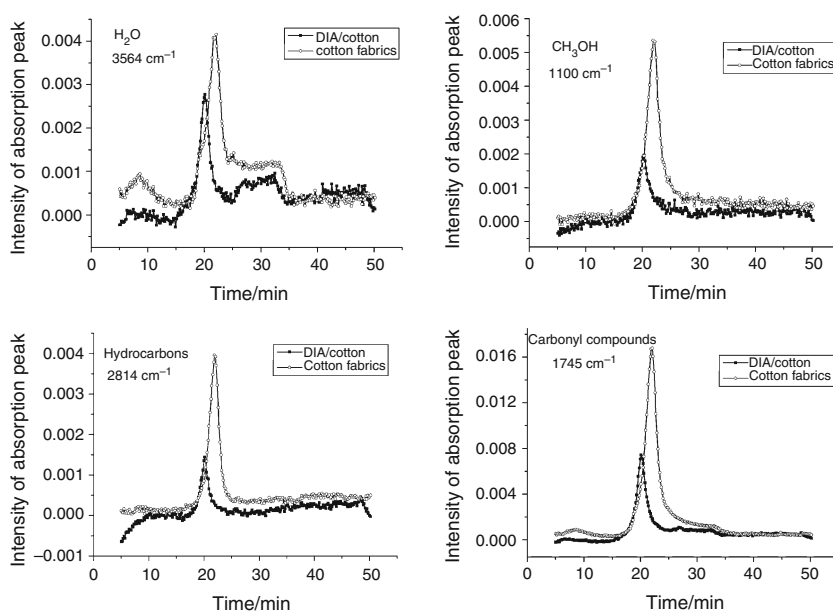 H₂O
3564 cm⁻¹
DIA/cotton
cotton fabrics
Intensity of absorption peak
0.004
0.003
0.002
0.001
0.000
0 10 20 30 40 50
Time/min
CH₃OH
1100 cm⁻¹
DIA/cotton
Cotton fabrics
Intensity of absorption peak
0.006
0.005
0.004
0.003
0.002
0.001
0.000
0 10 20 30 40 50
Time/min
Hydrocarbons
2814 cm⁻¹
DIA/cotton
Cotton fabrics
Intensity of absorption peak
0.004
0.003
0.002
0.001
0.000
−0.001
0 10 20 30 40 50
Time/min
Carbonyl compounds
1745 cm⁻¹
DIA/cotton
Cotton fabrics
Intensity of absorption peak
0.016
0.012
0.008
0.004
0.000
0 10 20 30 40 50
Time/min